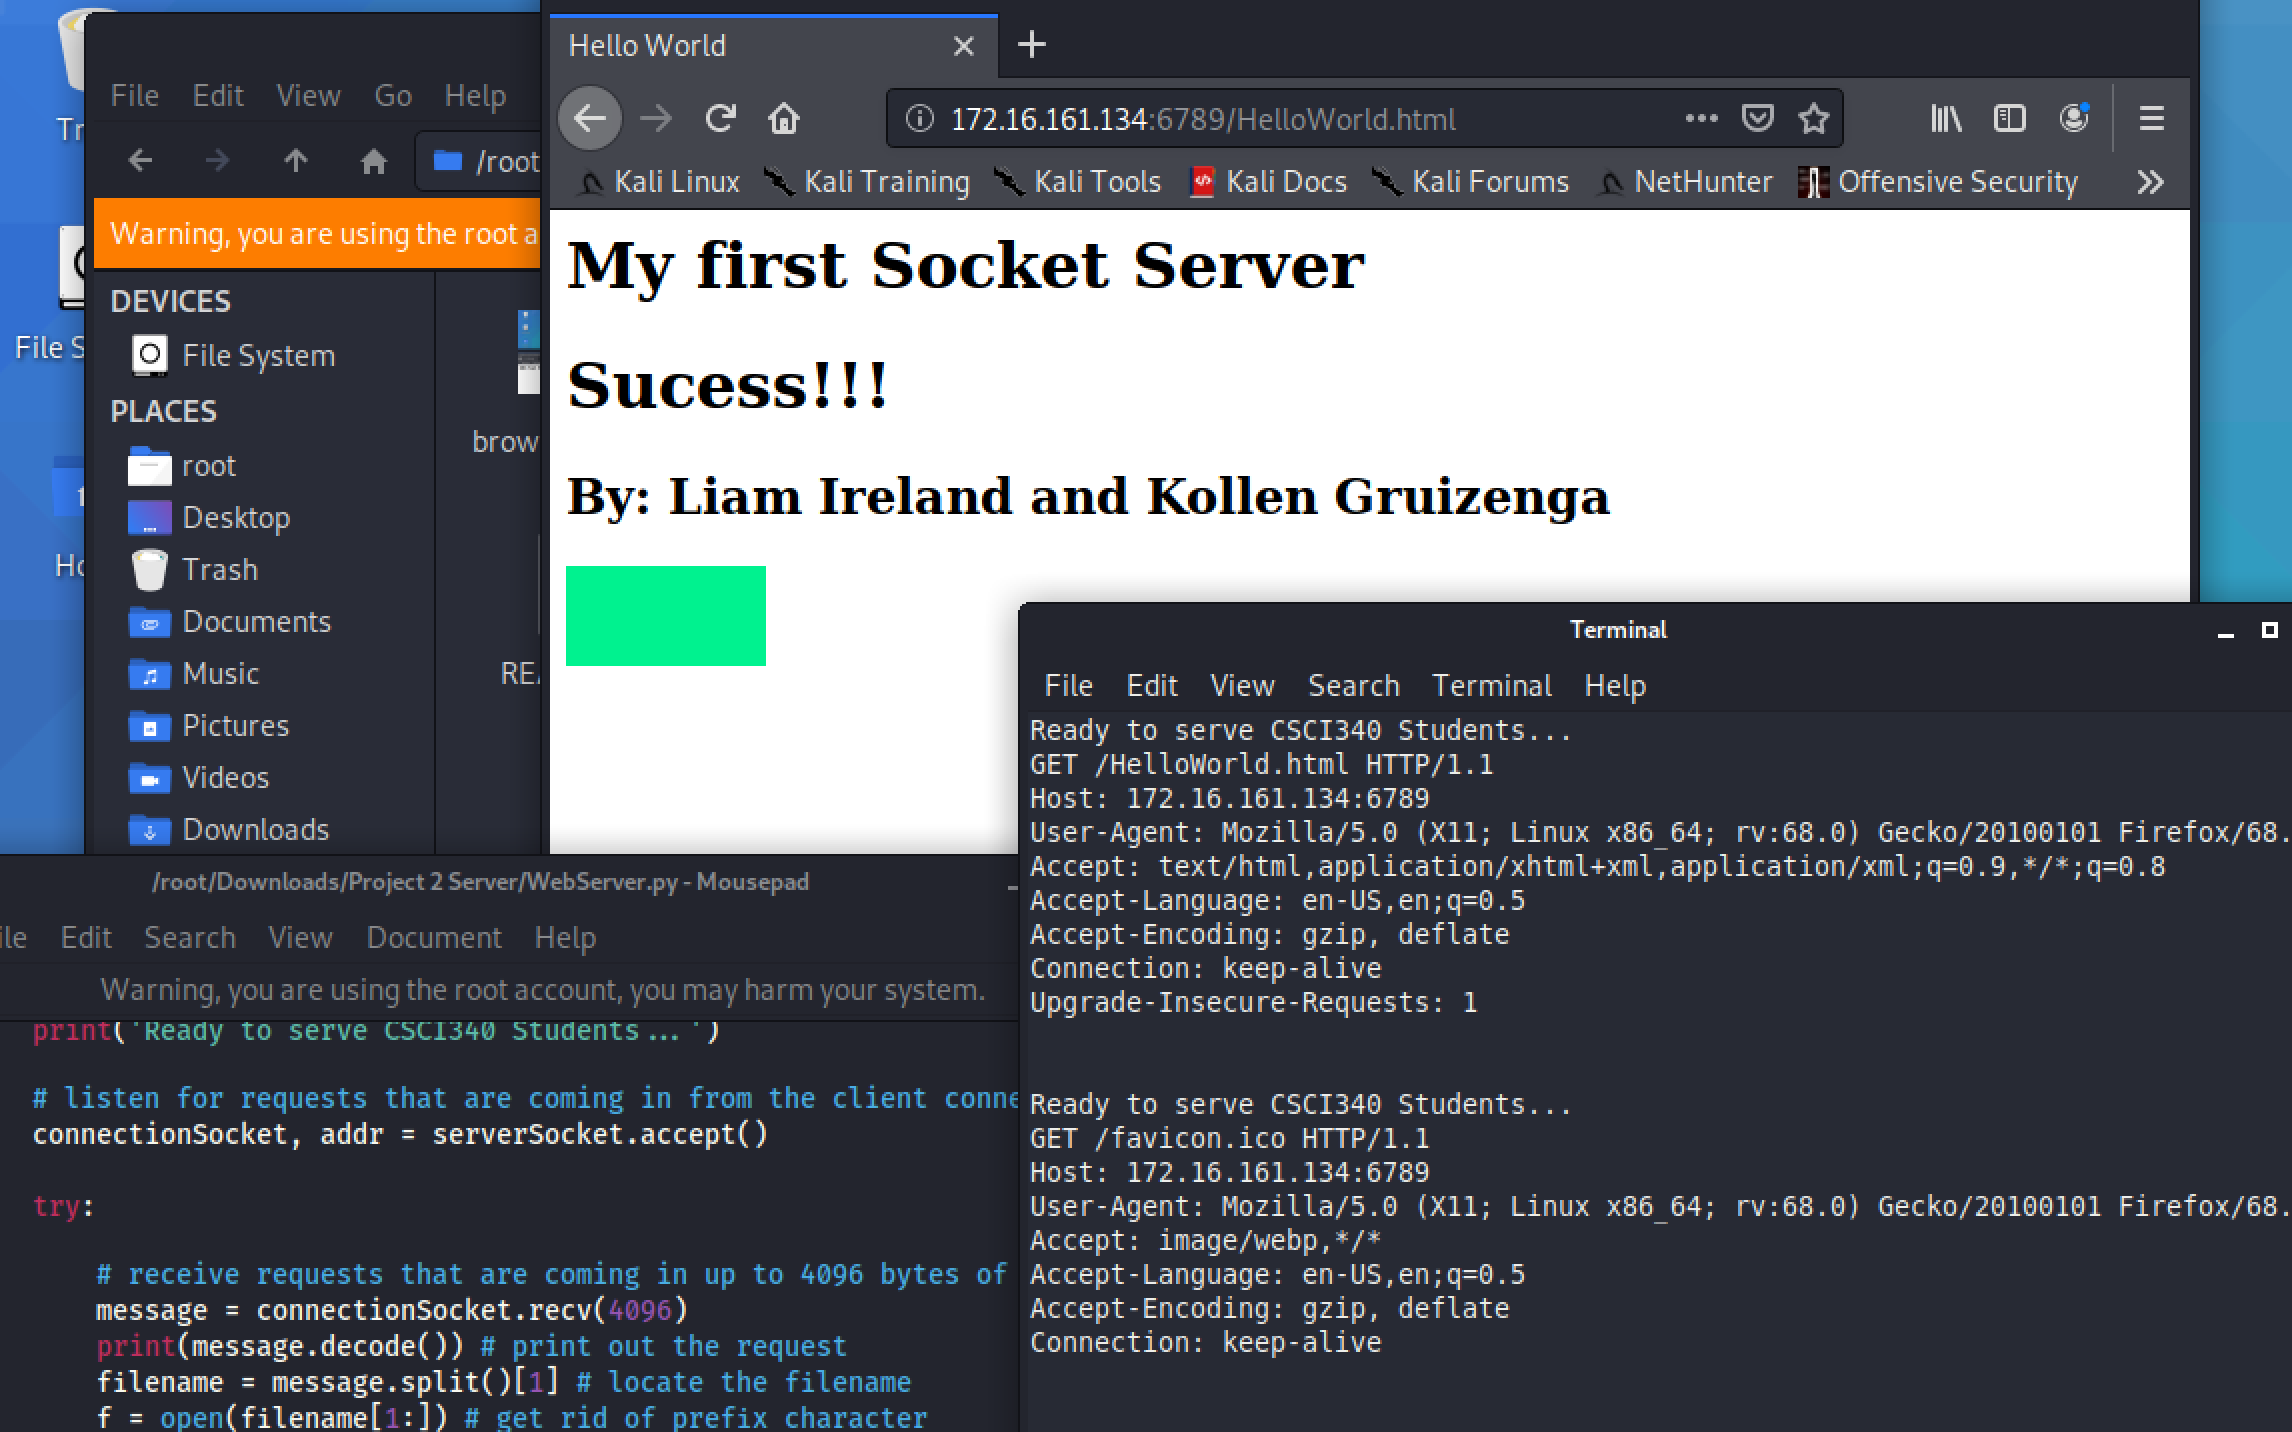 Tr
File S
Ho
File Edit View Go Help
/root
Warning, you are using the root a
DEVICES
File System
PLACES
root
Desktop
Trash
Documents
Music
Pictures
Videos
Downloads
brow
REA
Hello World
172.16.161.134:6789/HelloWorld.html
Kali Linux Kali Training Kali Tools Kali Docs Kali Forums NetHunter Offensive Security
My first Socket Server
Sucess!!!
By: Liam Ireland and Kollen Gruizenga
/root/Downloads/Project 2 Server/WebServer.py - Mousepad
ile Edit Search View Document Help
Warning, you are using the root account, you may harm your system.
print('Ready to serve CSCI340 Students...')
# listen for requests that are coming in from the client conne
connectionSocket, addr = serverSocket.accept()
try:
# receive requests that are coming in up to 4096 bytes of
message = connectionSocket.recv(4096)
print(message.decode()) # print out the request
filename = message.split()[1] # locate the filename
f = open(filename[1:]) # get rid of prefix character
Terminal
File Edit View Search Terminal Help
Ready to serve CSCI340 Students...
GET /HelloWorld.html HTTP/1.1
Host: 172.16.161.134:6789
User-Agent: Mozilla/5.0 (X11; Linux x86_64; rv:68.0) Gecko/20100101 Firefox/68.
Accept: text/html,application/xhtml+xml,application/xml;q=0.9,*/*;q=0.8
Accept-Language: en-US,en;q=0.5
Accept-Encoding: gzip, deflate
Connection: keep-alive
Upgrade-Insecure-Requests: 1
Ready to serve CSCI340 Students...
GET /favicon.ico HTTP/1.1
Host: 172.16.161.134:6789
User-Agent: Mozilla/5.0 (X11; Linux x86_64; rv:68.0) Gecko/20100101 Firefox/68.
Accept: image/webp,*/*
Accept-Language: en-US,en;q=0.5
Accept-Encoding: gzip, deflate
Connection: keep-alive